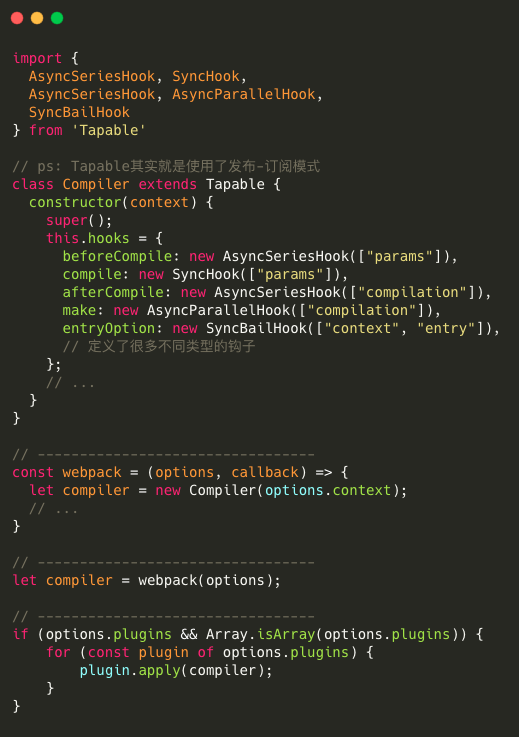 import {
  AsyncSeriesHook, SyncHook,
  AsyncSeriesHook, AsyncParallelHook,
  SyncBailHook
} from 'Tapable'
// ps: Tapable其实就是使用了发布-订阅模式
class Compiler extends Tapable {
  constructor(context) {
    super();
    this.hooks = {
      beforeCompile: new AsyncSeriesHook(["params"]),
      compile: new SyncHook(["params"]),
      afterCompile: new AsyncSeriesHook(["compilation"]),
      make: new AsyncParallelHook(["compilation"]),
      entryOption: new SyncBailHook(["context", "entry"]),
      // 定义了很多不同类型的钩子
    };
    // ...
  }
}
// ---------------------------------
const webpack = (options, callback) => {
  let compiler = new Compiler(options.context);
  // ...
}
// ---------------------------------
let compiler = webpack(options);
// ---------------------------------
if (options.plugins && Array.isArray(options.plugins)) {
    for (const plugin of options.plugins) {
        plugin.apply(compiler);
    }
}